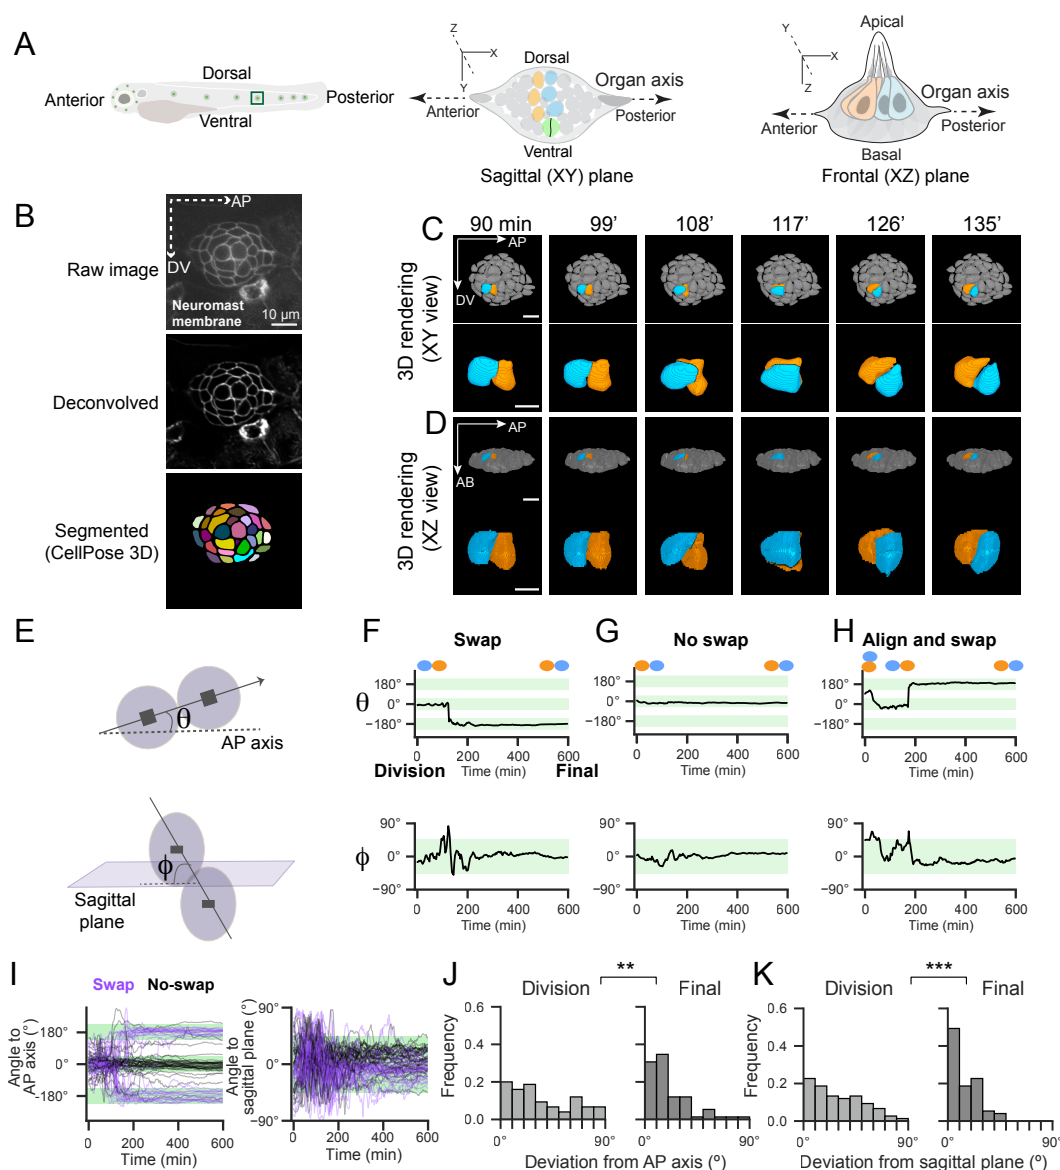 A
Anterior
Dorsal
Ventral
Posterior
Z
X
Y
Dorsal
Organ axis
Anterior
Posterior
Ventral
Sagittal (XY) plane
Y
X
Z
Apical
Organ axis
Anterior
Posterior
Basal
Frontal (XZ) plane
B
Raw image
AP
DV
Neuromast
membrane
10 µm
Deconvolved
Segmented
(CellPose 3D)
C
90 min
99’
108’
117’
126’
135’
3D rendering
(XY view)
AP
DV
D
3D rendering
(XZ view)
AP
AB
E
θ
AP axis
ϕ
Sagittal
plane
F
Swap
G
No swap
H
Align and swap
θ
180°
0°
−180°
0 200 400 600
Time (min)
180°
0°
−180°
0 200 400 600
Time (min)
180°
0°
−180°
0 200 400 600
Time (min)
Division
Final
ϕ
90°
0°
−90°
0 200 400 600
Time (min)
90°
0°
−90°
0 200 400 600
Time (min)
90°
0°
−90°
0 200 400 600
Time (min)
I
Swap No-swap
Angle to
AP axis (°)
180°
0°
-180°
0 200 400 600
Time (min)
Angle to
sagittal plane (°)
90°
0°
−90°
0 200 400 600
Time (min)
J
**
Division
Final
Frequency
0.6
0.4
0.2
0.0
0°
0°
90°
Deviation from AP axis (º)
K
***
Division
Final
Frequency
0.6
0.4
0.2
0.0
0°
90°
0°
90°
Deviation from sagittal plane (º)